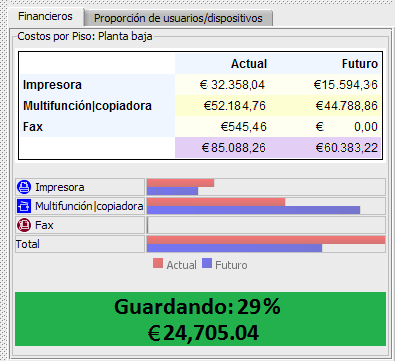 Financieros Proporción de usuarios/dispositivos
Costos por Piso: Planta baja
Actual Futuro
Impresora € 32.358,04 €15.594,36
Multifunción|copiadora €52.184,76 €44.788,86
Fax €545,46 € 0,00
€85.088,26 €60.383,22
Impresora
Multifunción|copiadora
Fax
Total
Actual Futuro
Guardando: 29%
€24,705.04